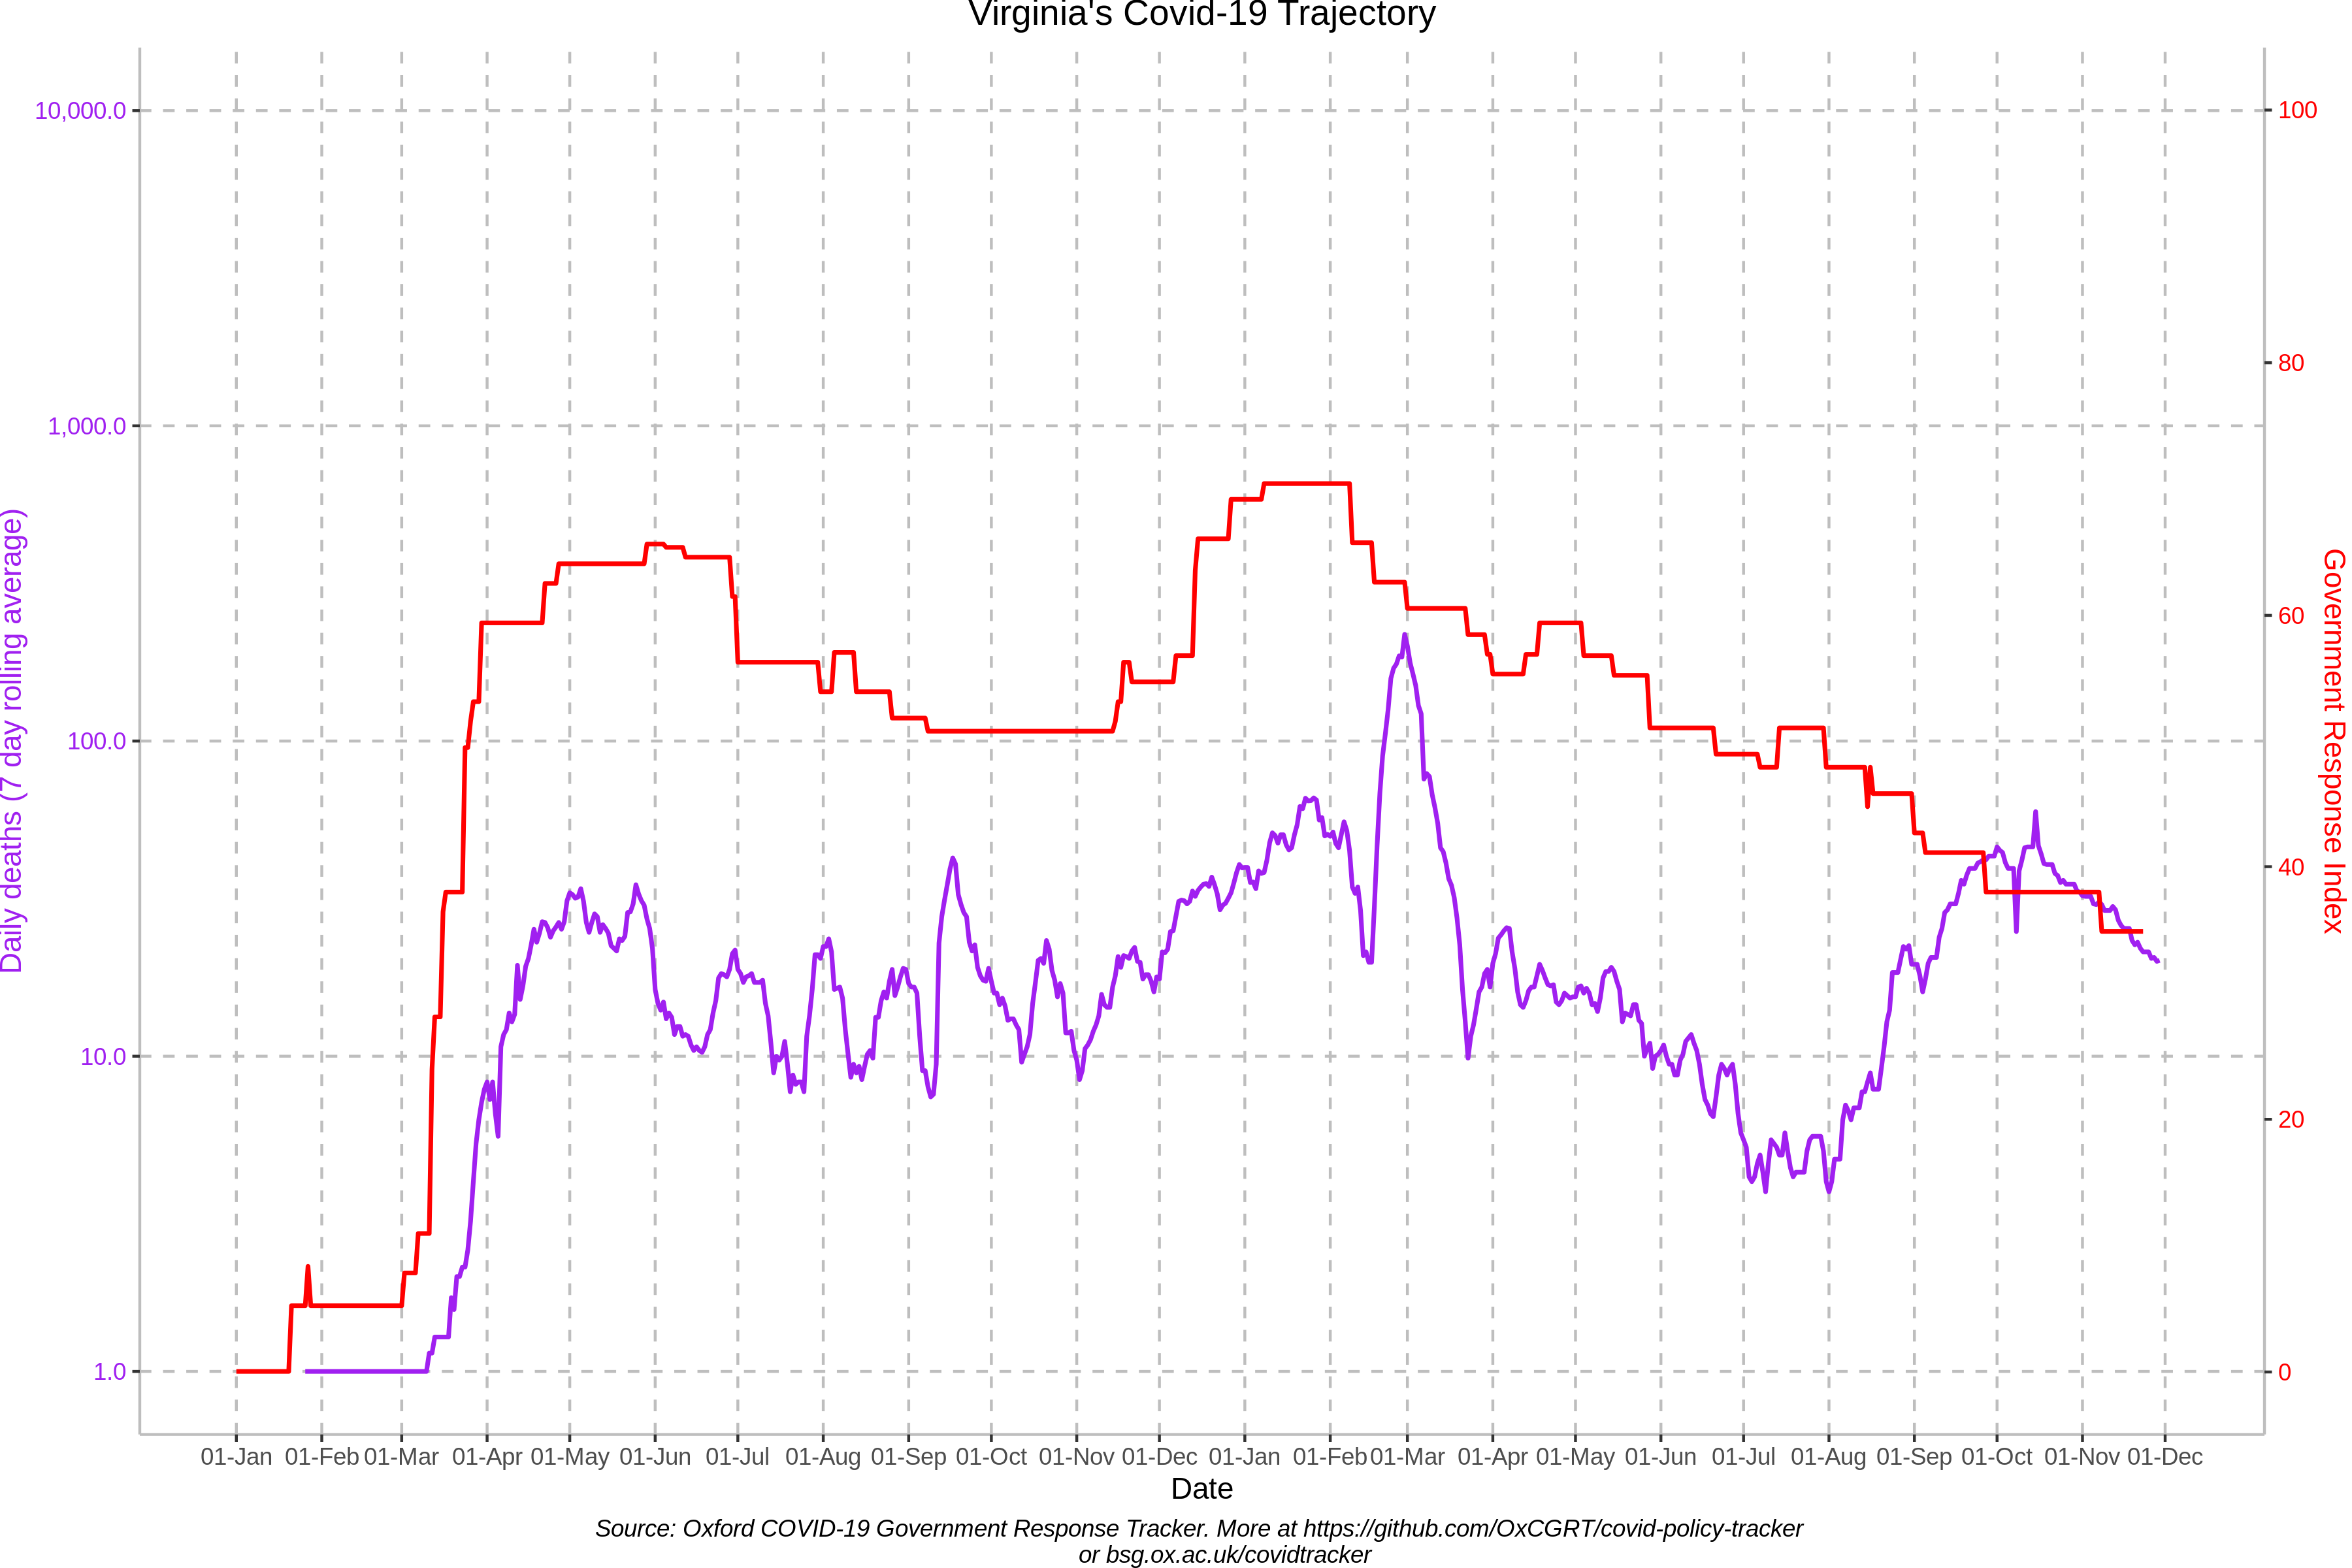 Virginia's Covid-19 Trajectory
10,000.0
1,000.0
100.0
10.0
1.0
Daily deaths (7 day rolling average)
100
80
60
40
20
0
Government Response Index
01-Jan 01-Feb 01-Mar 01-Apr 01-May 01-Jun 01-Jul 01-Aug 01-Sep 01-Oct 01-Nov 01-Dec 01-Jan 01-Feb 01-Mar 01-Apr 01-May 01-Jun 01-Jul 01-Aug 01-Sep 01-Oct 01-Nov 01-Dec
Date
Source: Oxford COVID-19 Government Response Tracker. More at https://github.com/OxCGRT/covid-policy-tracker
or bsg.ox.ac.uk/covidtracker